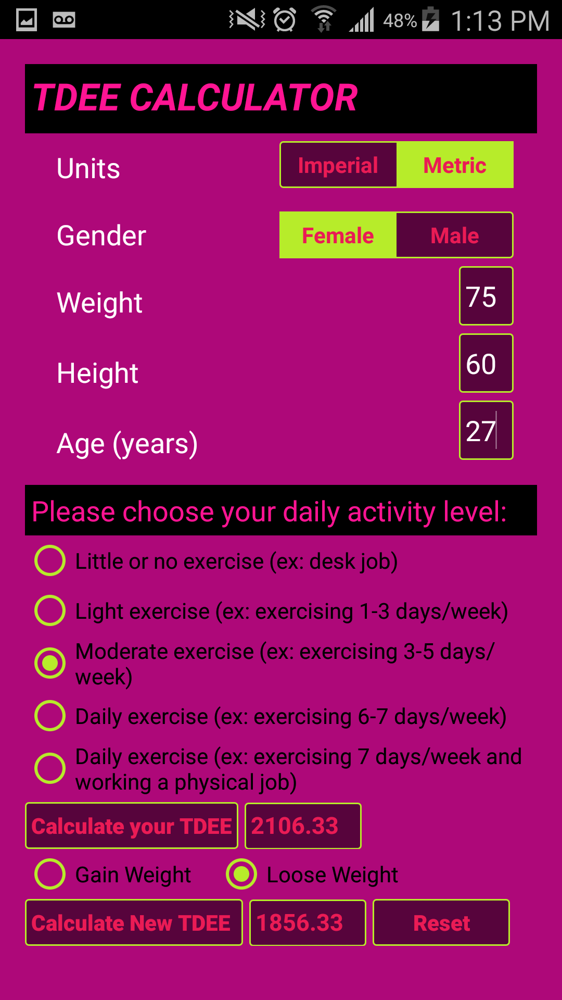 48% 1:13 PM
TDEE CALCULATOR
Units Imperial Metric
Gender Female Male
Weight 75
Height 60
Age (years) 27
Please choose your daily activity level:
Little or no exercise (ex: desk job)
Light exercise (ex: exercising 1-3 days/week)
Moderate exercise (ex: exercising 3-5 days/
week)
Daily exercise (ex: exercising 6-7 days/week)
Daily exercise (ex: exercising 7 days/week and
working a physical job)
Calculate your TDEE 2106.33
Gain Weight Loose Weight
Calculate New TDEE 1856.33 Reset